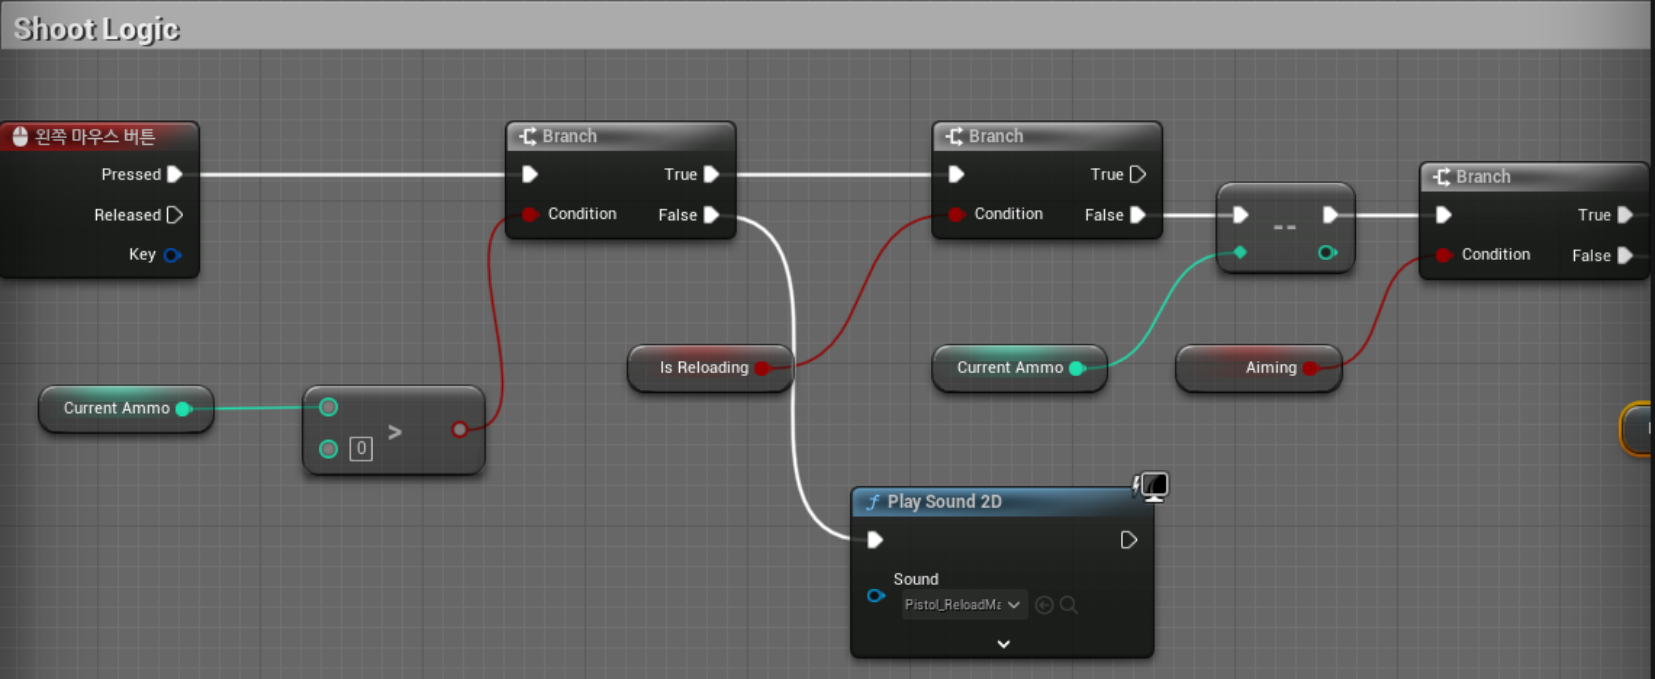 Shoot Logic
왼쪽 마우스 버튼
Pressed
Released
Key
Branch
True
Condition
False
Branch
True
Condition
False
--
Branch
True
Condition
False
Current Ammo
>
0
Is Reloading
Current Ammo
Aiming
f Play Sound 2D
Sound